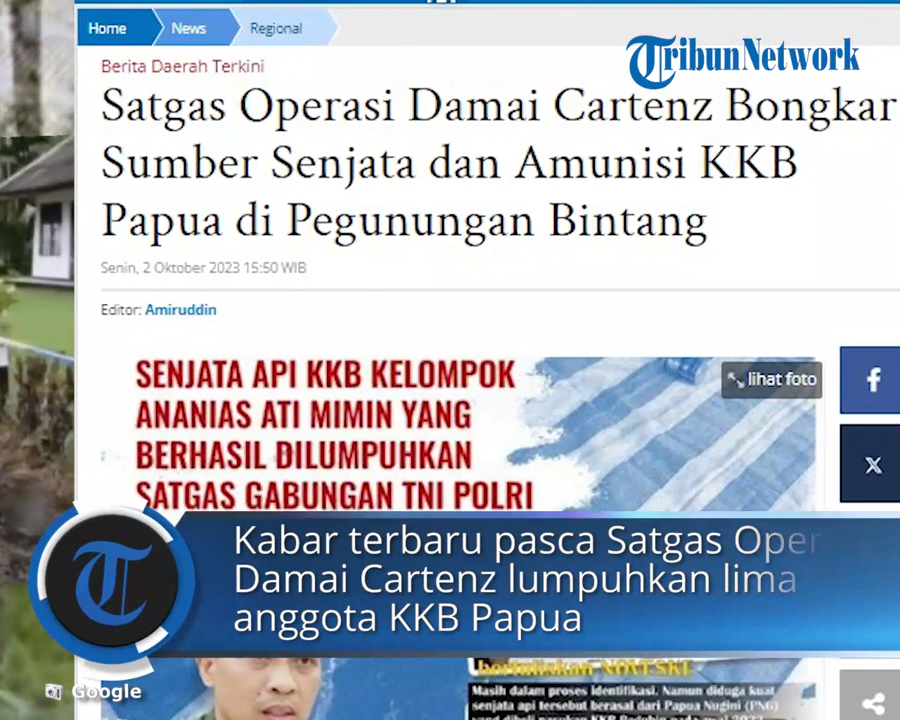 Home News Regional
TribunNetwork
Berita Daerah Terkini
Satgas Operasi Damai Cartenz Bongkar
Sumber Senjata dan Amunisi KKB
Papua di Pegunungan Bintang
Senin, 2 Oktober 2023 15:50 WIB
Editor: Amiruddin
SENJATA API KKB KELOMPOK
lihat foto
ANANIAS ATI MIMIN YANG
BERHASIL DILUMPUHKAN
SATGAS GABUNGAN TNI POLRI
Kabar terbaru pasca Satgas Oper
Damai Cartenz lumpuhkan lima
anggota KKB Papua
bertuliskan
Masih dalam proses identifikasi. Namun diduga kuat
senjata api tersebut berasal dari Papua Nugini (PNG)
Google